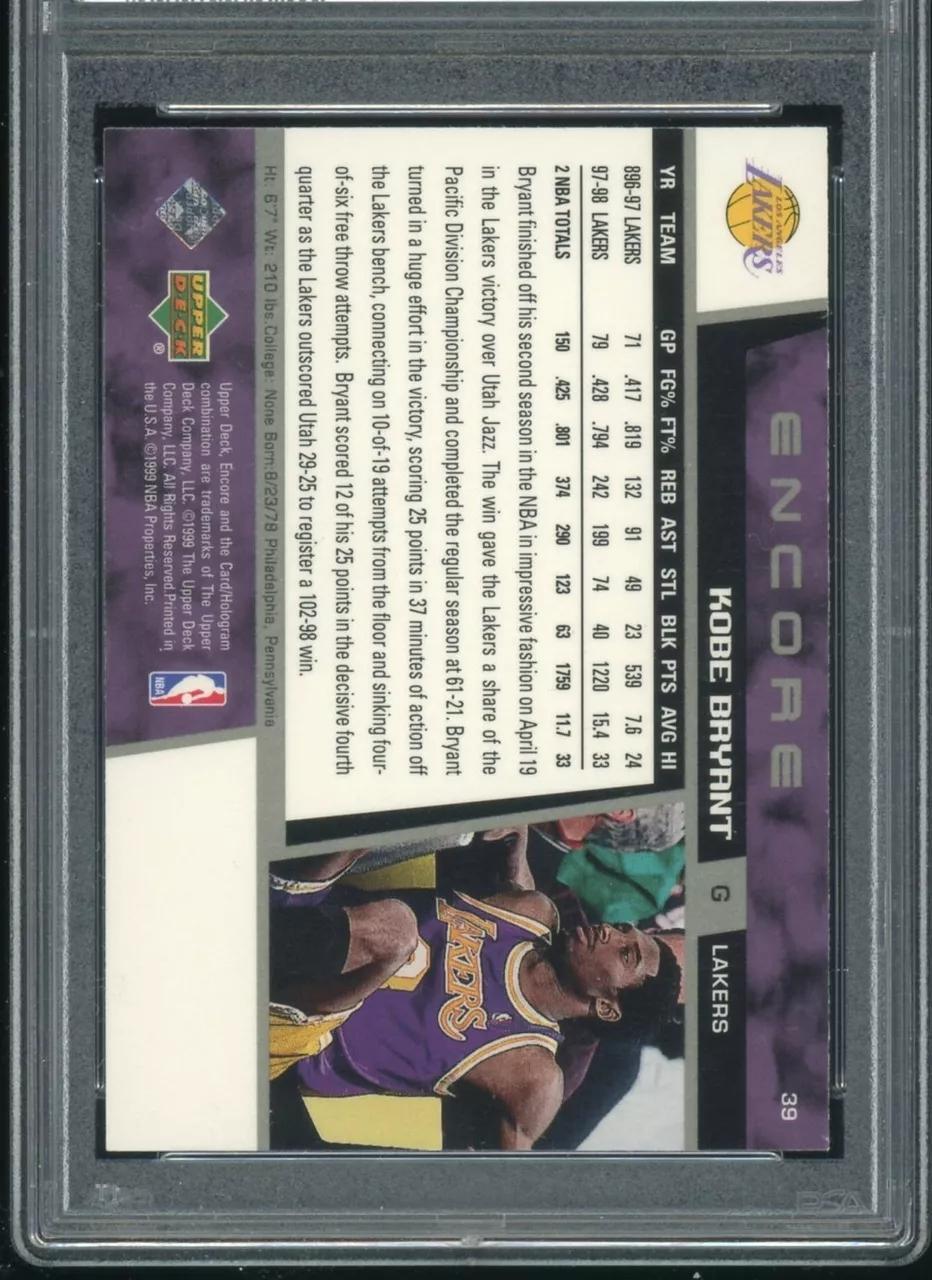 LOS ANGELES
LAKERS
ENCORE
39
KOBE BRYANT G LAKERS
YR TEAM GP FG% FT% REB AST STL BLK PTS AVG HI
896-97 LAKERS 71 .417 .819 132 91 49 23 539 7.6 24
97-98 LAKERS 79 .428 .794 242 199 74 40 1220 15.4 33
2 NBA TOTALS 150 .425 .801 374 290 123 63 1759 11.7 33
Bryant finished off his second season in the NBA in impressive fashion on April 19
in the Lakers victory over Utah Jazz. The win gave the Lakers a share of the
Pacific Division Championship and completed the regular season at 61-21. Bryant
turned in a huge effort in the victory, scoring 25 points in 37 minutes of action off
the Lakers bench, connecting on 10-of-19 attempts from the floor and sinking four-
of-six free throw attempts. Bryant scored 12 of his 25 points in the decisive fourth
quarter as the Lakers outscored Utah 29-25 to register a 102-98 win.
LAKERS
Ht: 6'7" Wt: 210 lbs.College: None Born:8/23/78 Philadelphia, Pennsylvania
UPPER
DECK
®
Upper Deck, Encore and the Card/Hologram
combination are trademarks of The Upper
Deck Company, LLC. ©1999 The Upper Deck
Company, LLC. All Rights Reserved.Printed in
the U.S.A. ©1999 NBA Properties, Inc.
NBA
PSA